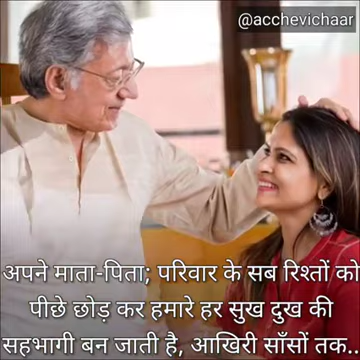 @acchevichaar
अपने माता-पिता; परिवार के सब रिश्तों को
पीछे छोड़ कर हमारे हर सुख दुख की
सहभागी बन जाती है, आखिरी साँसों तक..